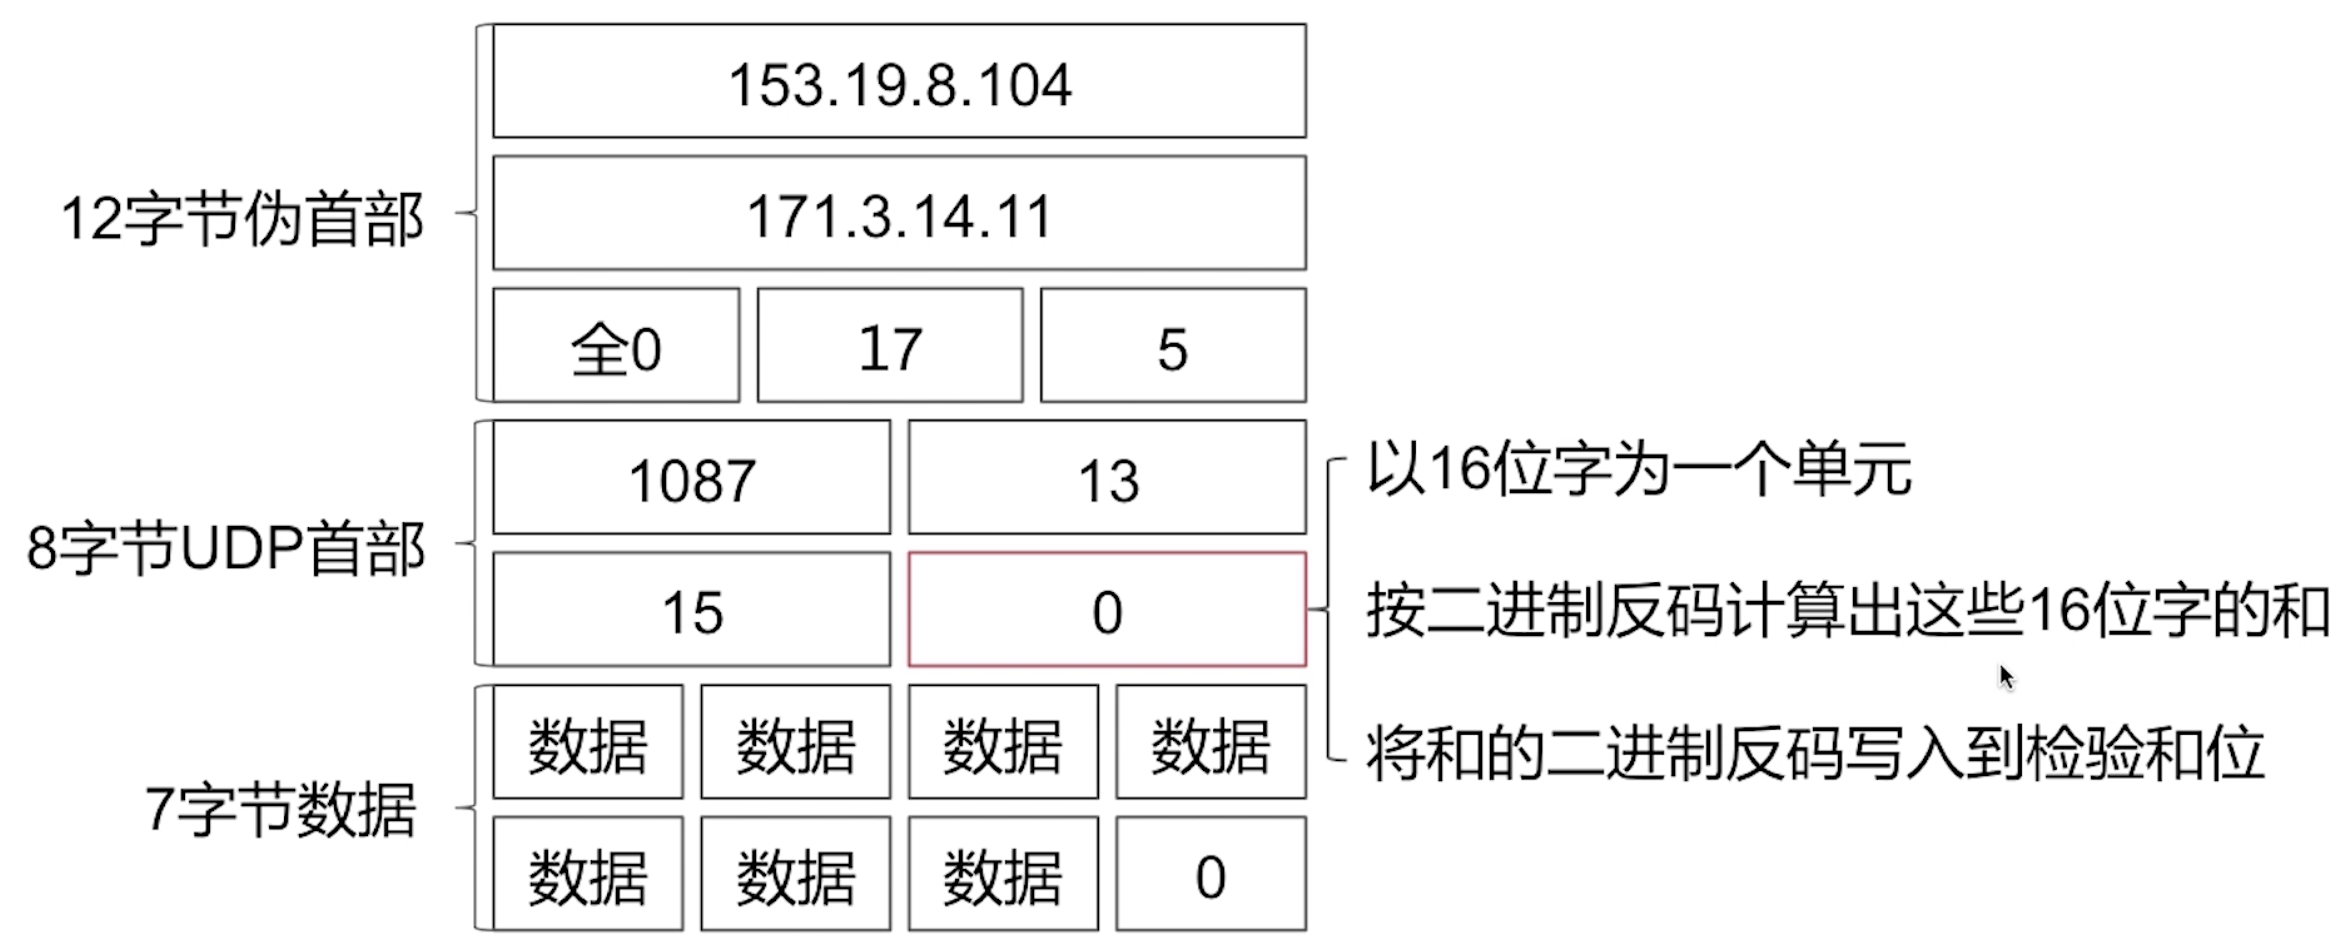 153.19.8.104
12字节伪首部
171.3.14.11
全0 17 5
8字节UDP首部
1087 13
15 0
以16位字为一个单元
按二进制反码计算出这些16位字的和
将和的二进制反码写入到检验和位
7字节数据
数据 数据 数据 数据
数据 数据 数据 0